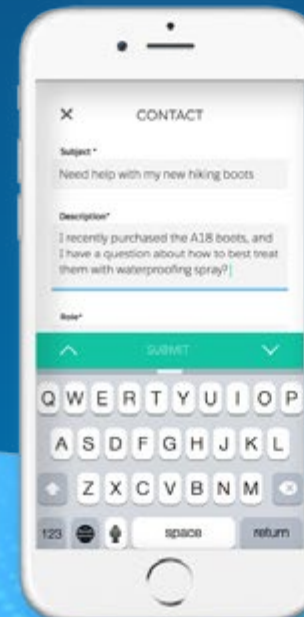 CONTACT
Subject *
Need help with my new hiking boots
Description*
I recently purchased the A18 boots, and
I have a question about how to best treat
them with waterproofing spray?
Role*
SUBMIT
Q W E R T Y U I O P
A S D F G H J K L
Z X C V B N M
123 space return